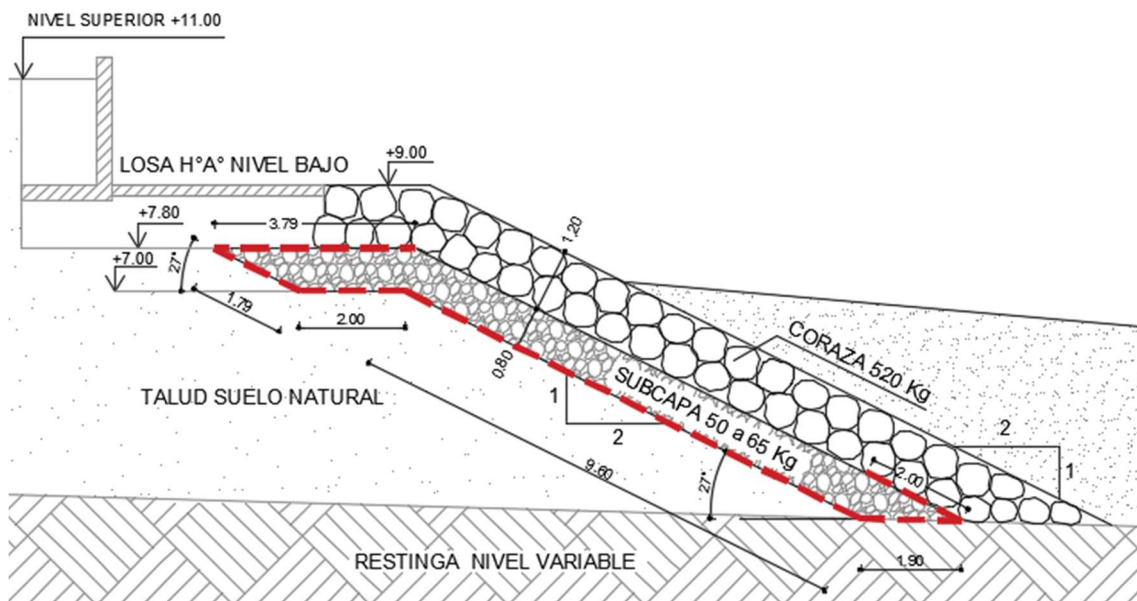 NIVEL SUPERIOR +11.00
LOSA H°A° NIVEL BAJO
+9.00
+7.80
3.79
1.20
+7.00
27°
1.79
2.00
0.80
CORAZA 520 Kg
TALUD SUELO NATURAL
SUBCAPA 50 a 65 Kg
1
2
2
1
9.60
27°
2.00
RESTINGA NIVEL VARIABLE
1.90